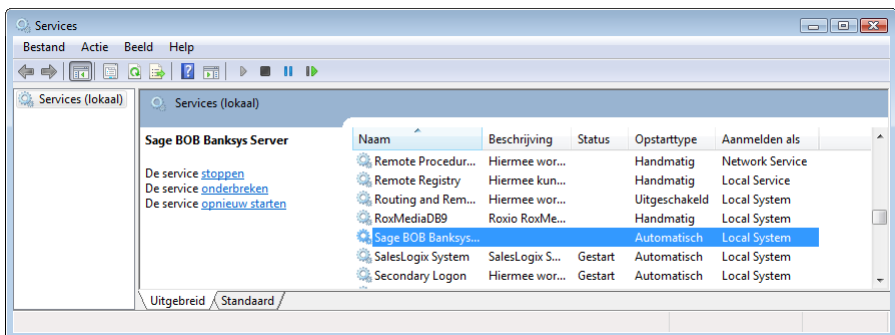 Services
Bestand Actie Beeld Help
Services (lokaal)
Services (lokaal)
Sage BOB Banksys Server
De service stoppen
De service onderbreken
De service opnieuw starten
Naam Beschrijving Status Opstarttype Aanmelden als
Remote Procedur... Hiermee wor... Handmatig Network Service
Remote Registry Hiermee kun... Handmatig Local Service
Routing and Rem... Hiermee wor... Uitgeschakeld Local System
RoxMediaDB9 Roxio RoxMe... Handmatig Local System
Sage BOB Banksys... Automatisch Local System
SalesLogix System SalesLogix S... Gestart Automatisch Local System
Secondary Logon Hiermee wor... Gestart Automatisch Local System
Uitgebreid Standaard